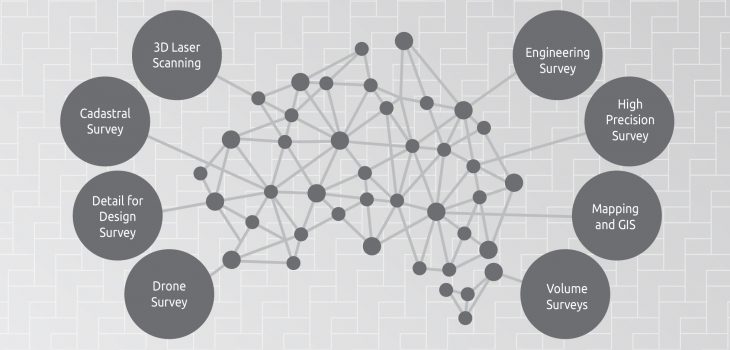 3D Laser
Scanning
Cadastral
Survey
Detail for
Design
Survey
Drone
Survey
Engineering
Survey
High
Precision
Survey
Mapping
and GIS
Volume
Surveys